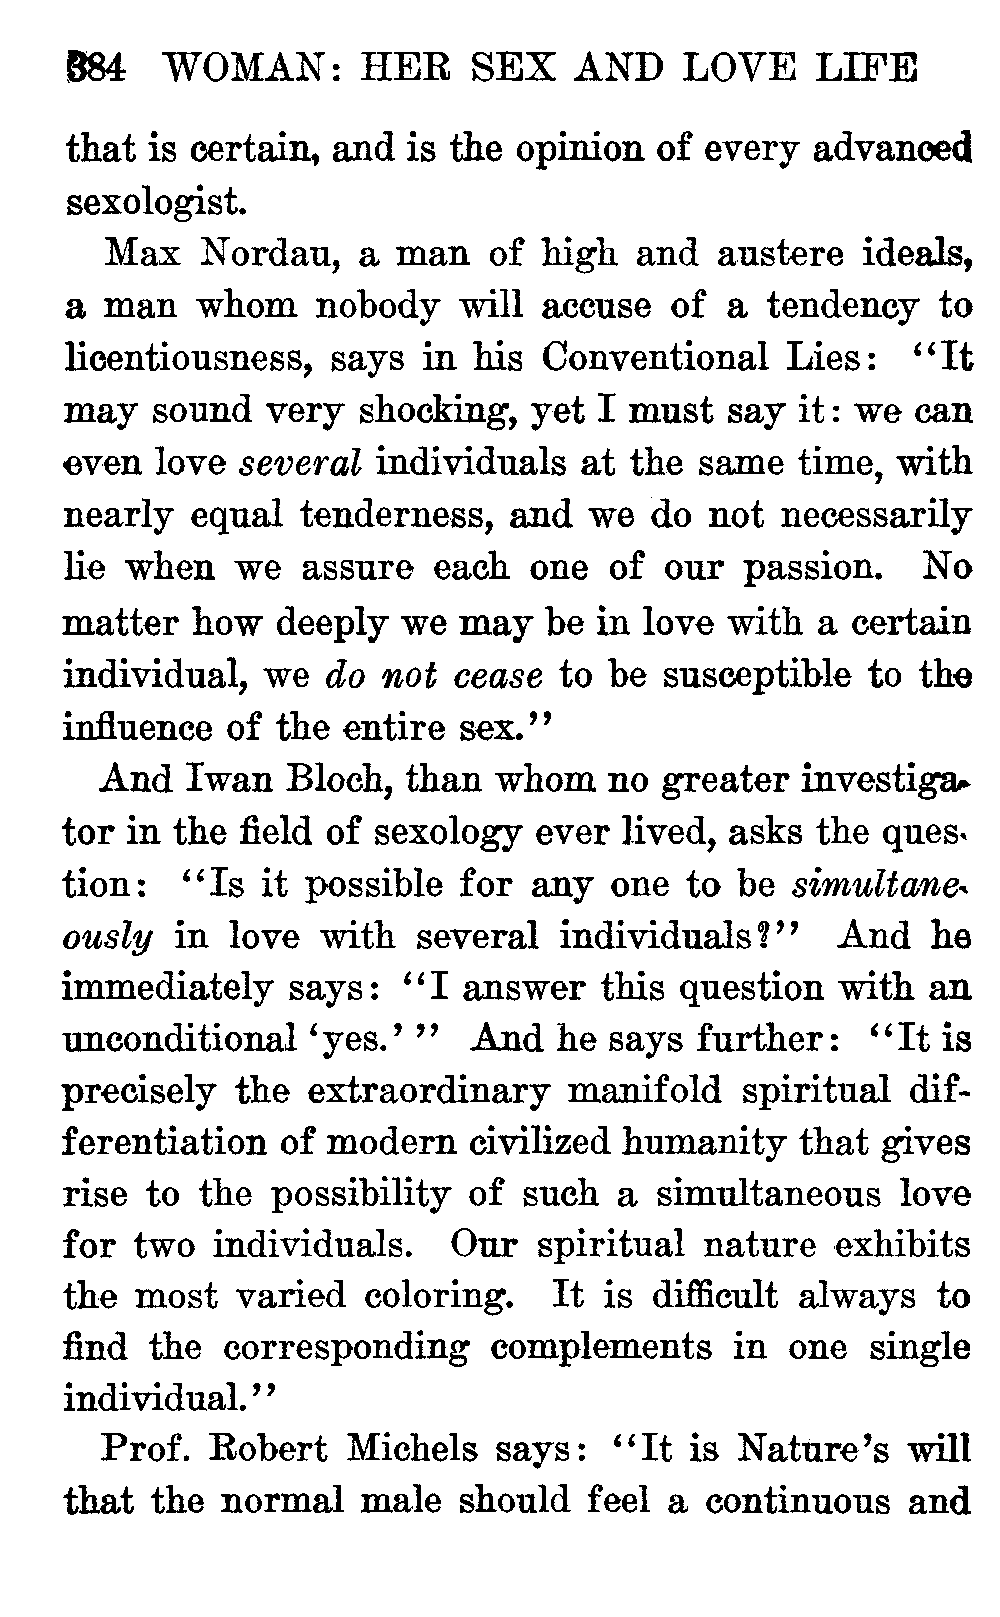 384 WOMAN: HER SEX AND LOVE LIFE
that is certain, and is the opinion of every advanced
sexologist.
Max Nordau, a man of high and austere ideals,
a man whom nobody will accuse of a tendency to
licentiousness, says in his Conventional Lies: "It
may sound very shocking, yet I must say it: we can
even love several individuals at the same time, with
nearly equal tenderness, and we do not necessarily
lie when we assure each one of our passion. No
matter how deeply we may be in love with a certain
individual, we do not cease to be susceptible to the
influence of the entire sex."
And Iwan Bloch, than whom no greater investiga-
tor in the field of sexology ever lived, asks the ques-
tion: "Is it possible for any one to be simultane-
ously in love with several individuals?" And he
immediately says: "I answer this question with an
unconditional 'yes.' " And he says further: "It is
precisely the extraordinary manifold spiritual dif-
ferentiation of modern civilized humanity that gives
rise to the possibility of such a simultaneous love
for two individuals. Our spiritual nature exhibits
the most varied coloring. It is difficult always to
find the corresponding complements in one single
individual."
Prof. Robert Michels says: "It is Nature's will
that the normal male should feel a continuous and